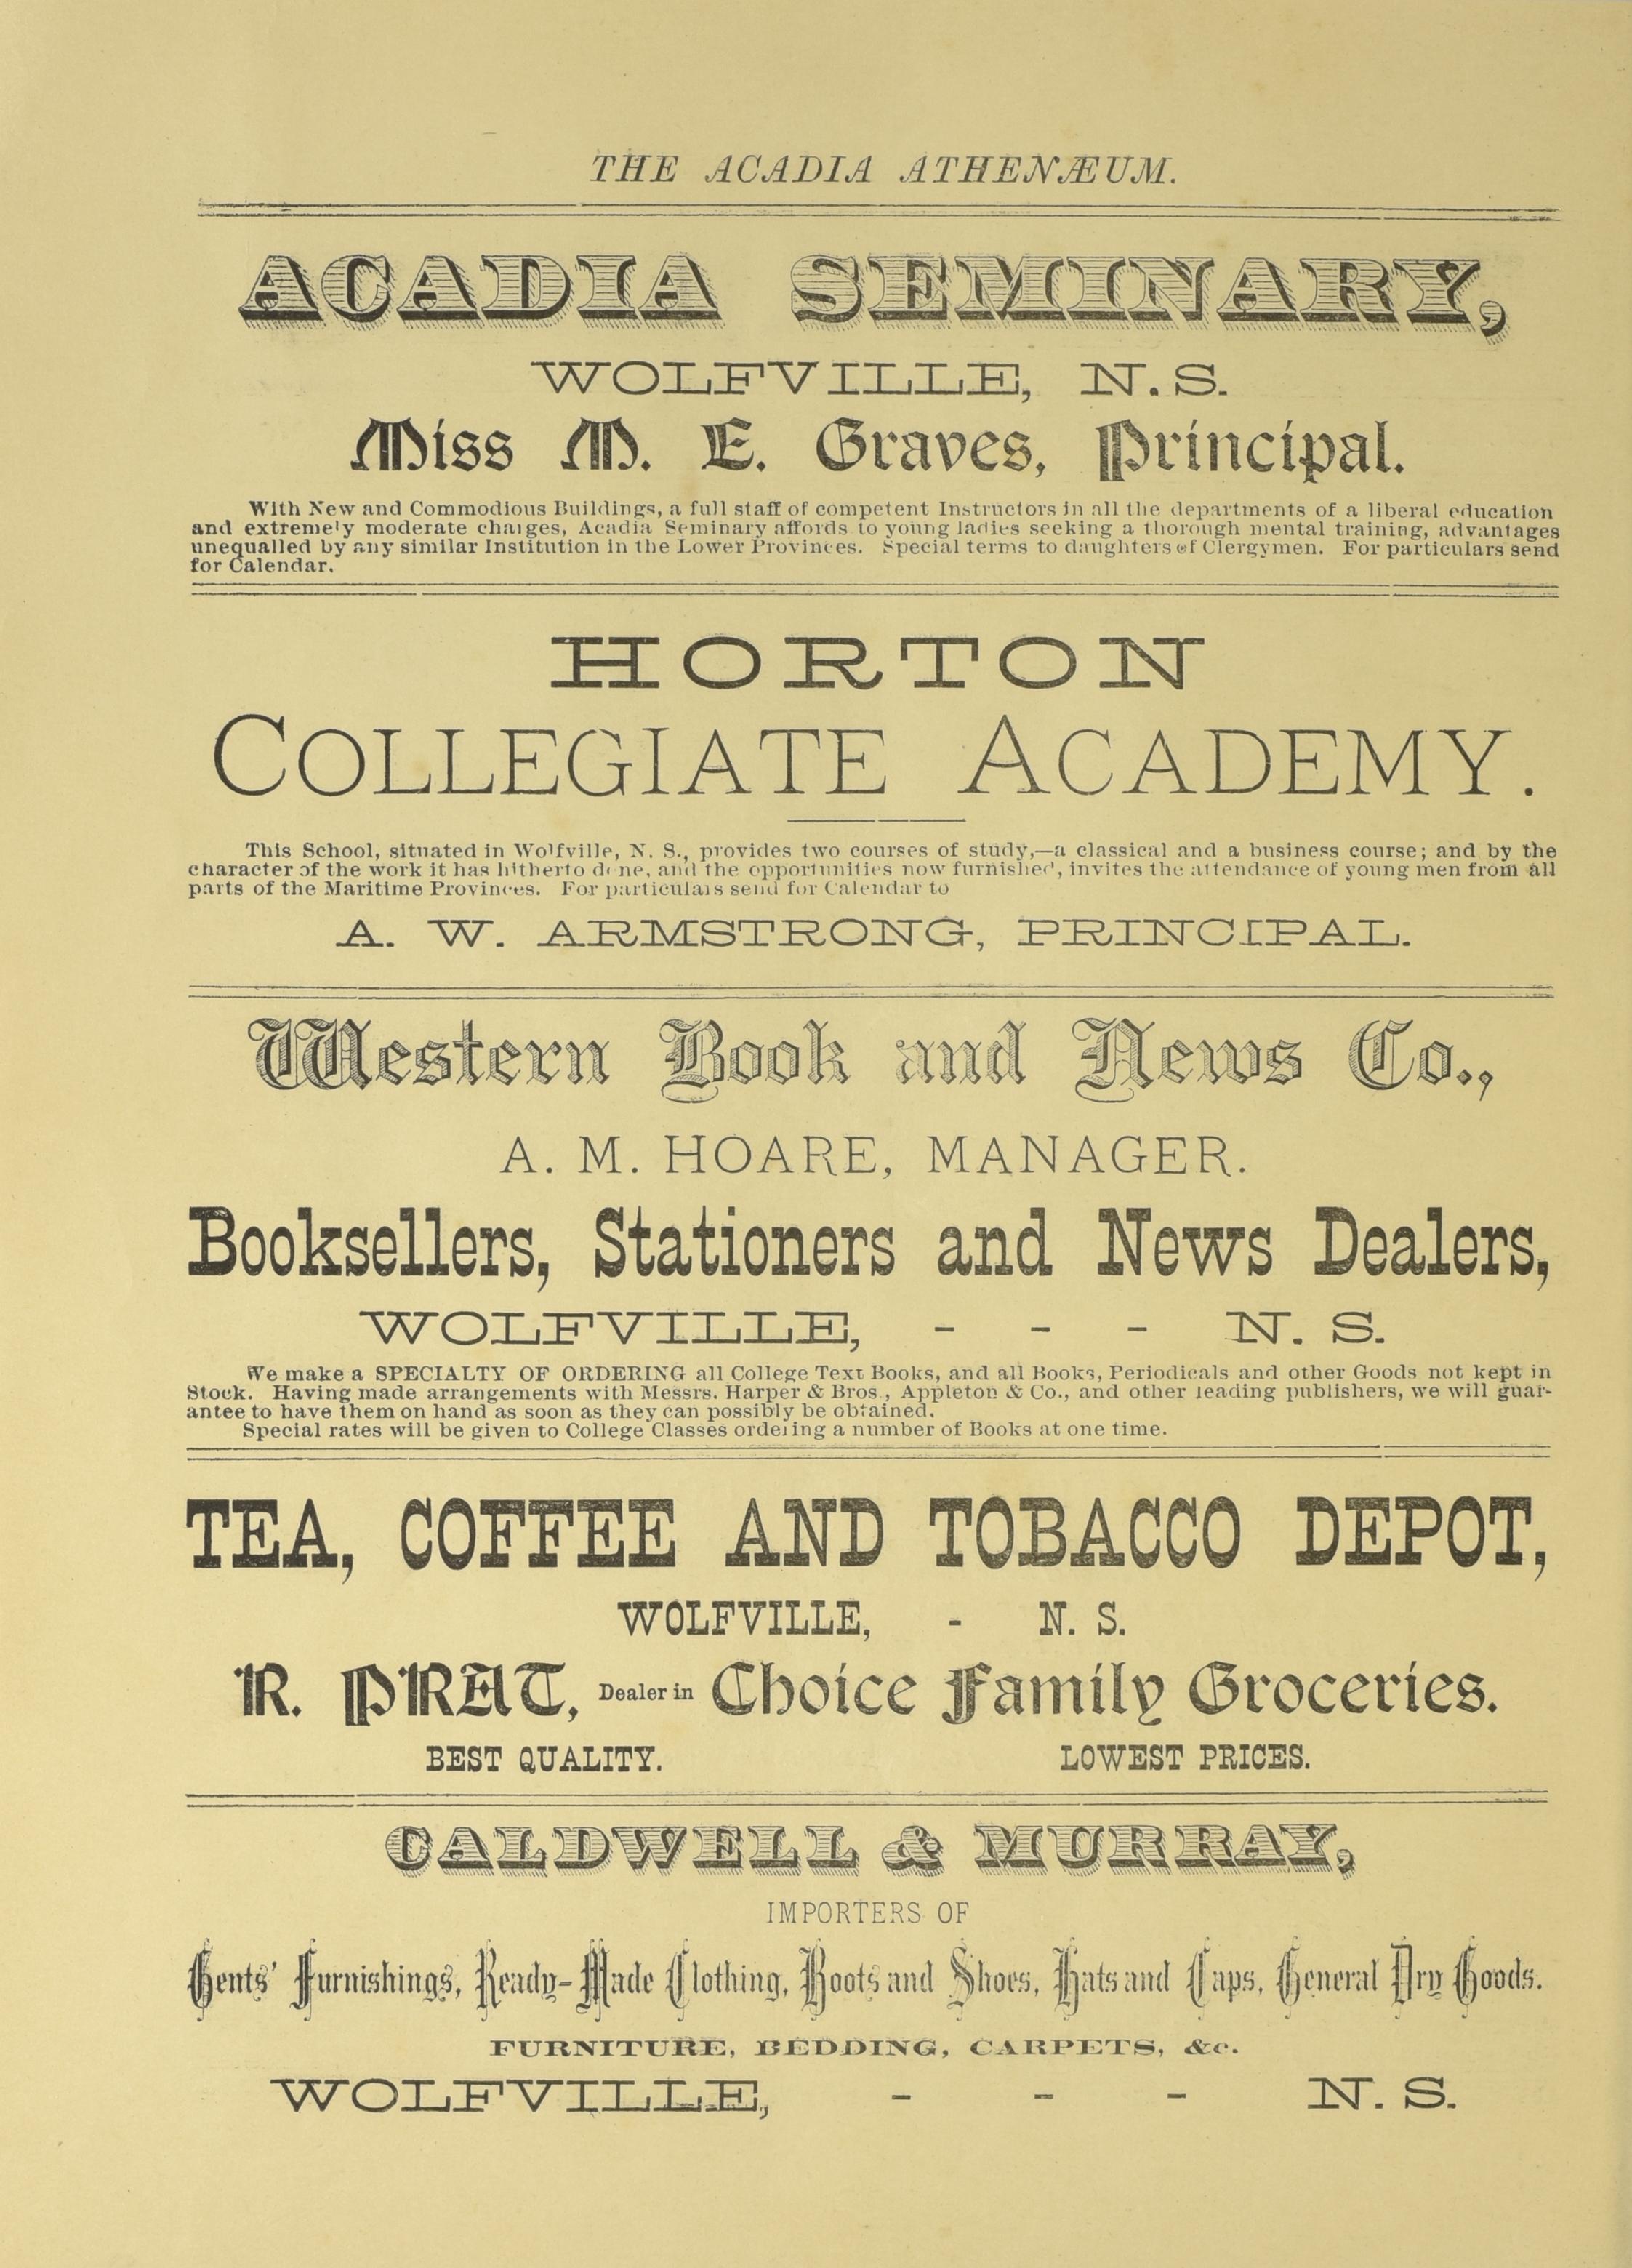 THE ACADIA ATHENÆUM.
ACADIA SEMINARY,
WOLFVILLE, N.S.
Miss M. E. Graves, Principal.
With New and Commodious Buildings, a full staff of competent Instructors in all the departments of a liberal education
and extremely moderate charges, Acadia Seminary affords to young ladies seeking a thorough mental training, advantages
unequalled by any similar Institution in the Lower Provinces. Special terms to daughters of Clergymen. For particulars send
for Calendar.
HORTON
COLLEGIATE ACADEMY.
This School, situated in Wolfville, N. S., provides two courses of study,—a classical and a business course; and by the
character of the work it has hitherto done, and the opportunities now furnished, invites the attendance of young men from all
parts of the Maritime Provinces. For particulars send for Calendar to
A. W. ARMSTRONG, PRINCIPAL.
Western Book and News Co.,
A. M. HOARE, MANAGER.
Booksellers, Stationers and News Dealers,
WOLFVILLE, - - - N. S.
We make a SPECIALTY OF ORDERING all College Text Books, and all Books, Periodicals and other Goods not kept in
Stock. Having made arrangements with Messrs. Harper & Bros., Appleton & Co., and other leading publishers, we will guar-
antee to have them on hand as soon as they can possibly be obtained.
Special rates will be given to College Classes ordering a number of Books at one time.
TEA, COFFEE AND TOBACCO DEPOT,
WOLFVILLE, - N. S.
R. PRAT, Dealer in Choice Family Groceries.
BEST QUALITY. LOWEST PRICES.
CALDWELL & MURRAY,
IMPORTERS OF
Gents' Furnishings, Ready-Made Clothing, Boots and Shoes, Hats and Caps, General Dry Goods.
FURNITURE, BEDDING, CARPETS, &c.
WOLFVILLE, - - - N. S.